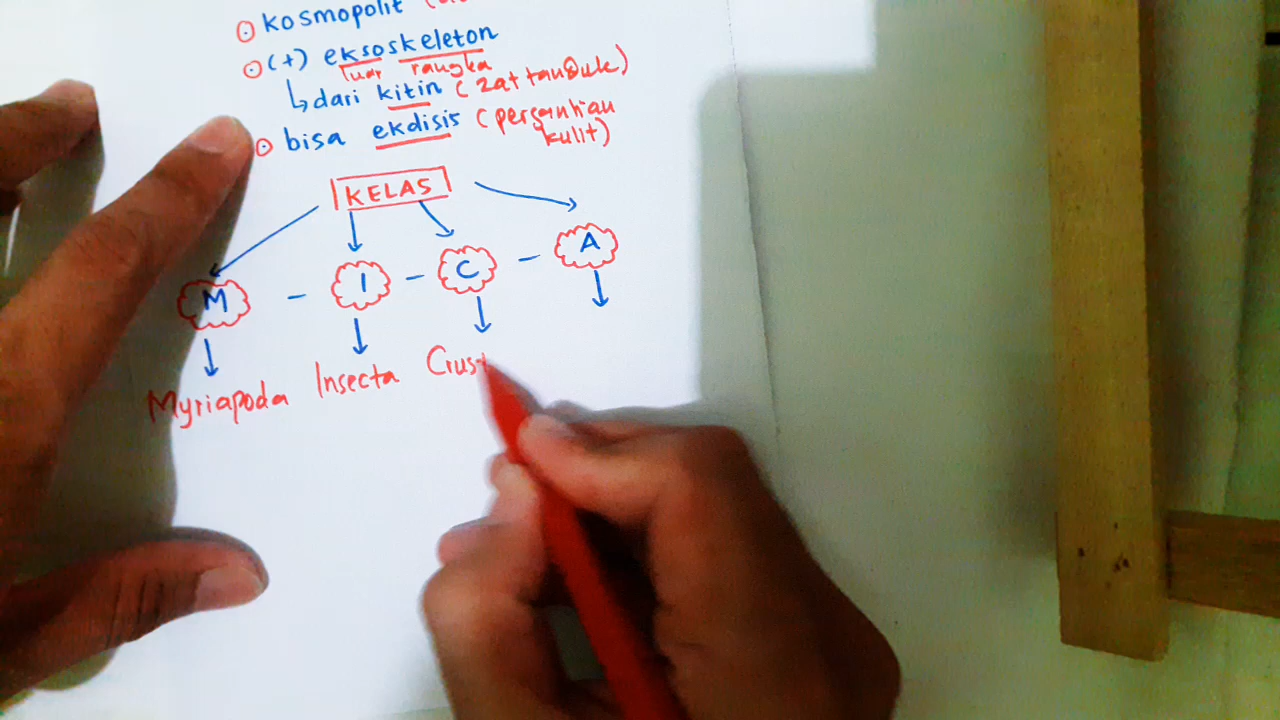 kosmopolit
(+) eksoskeleton
luar rangka
dari kitin (zat tanduk)
bisa ekdisis (pergantian
kulit)
KELAS
M - I - C - A
Myriapoda Insecta Crust